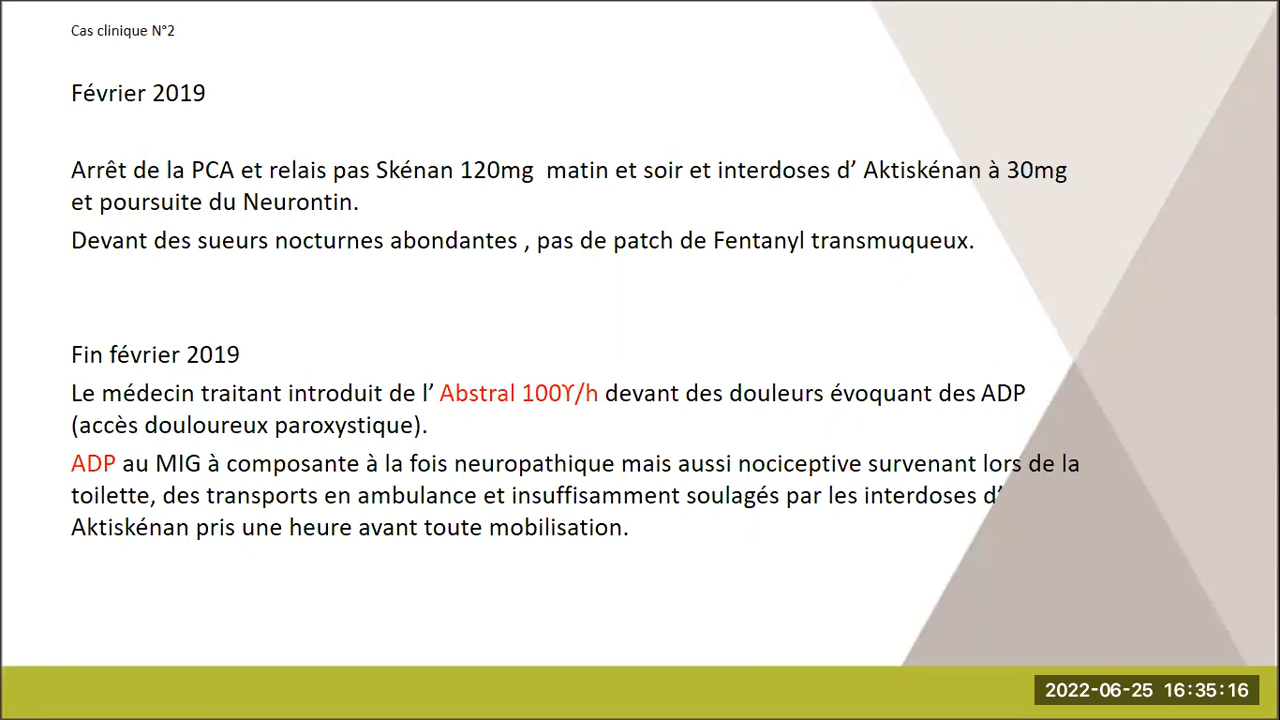 Cas clinique N°2
Février 2019
Arrêt de la PCA et relais pas Skénan 120mg  matin et soir et interdoses d’ Aktiskénan à 30mg
et poursuite du Neurontin.
Devant des sueurs nocturnes abondantes , pas de patch de Fentanyl transmuqueux.
Fin février 2019
Le médecin traitant introduit de l’ Abstral 100ϒ/h devant des douleurs évoquant des ADP
(accès douloureux paroxystique).
ADP au MIG à composante à la fois neuropathique mais aussi nociceptive survenant lors de la
toilette, des transports en ambulance et insuffisamment soulagés par les interdoses d’
Aktiskénan pris une heure avant toute mobilisation.
2022-06-25 16:35:16